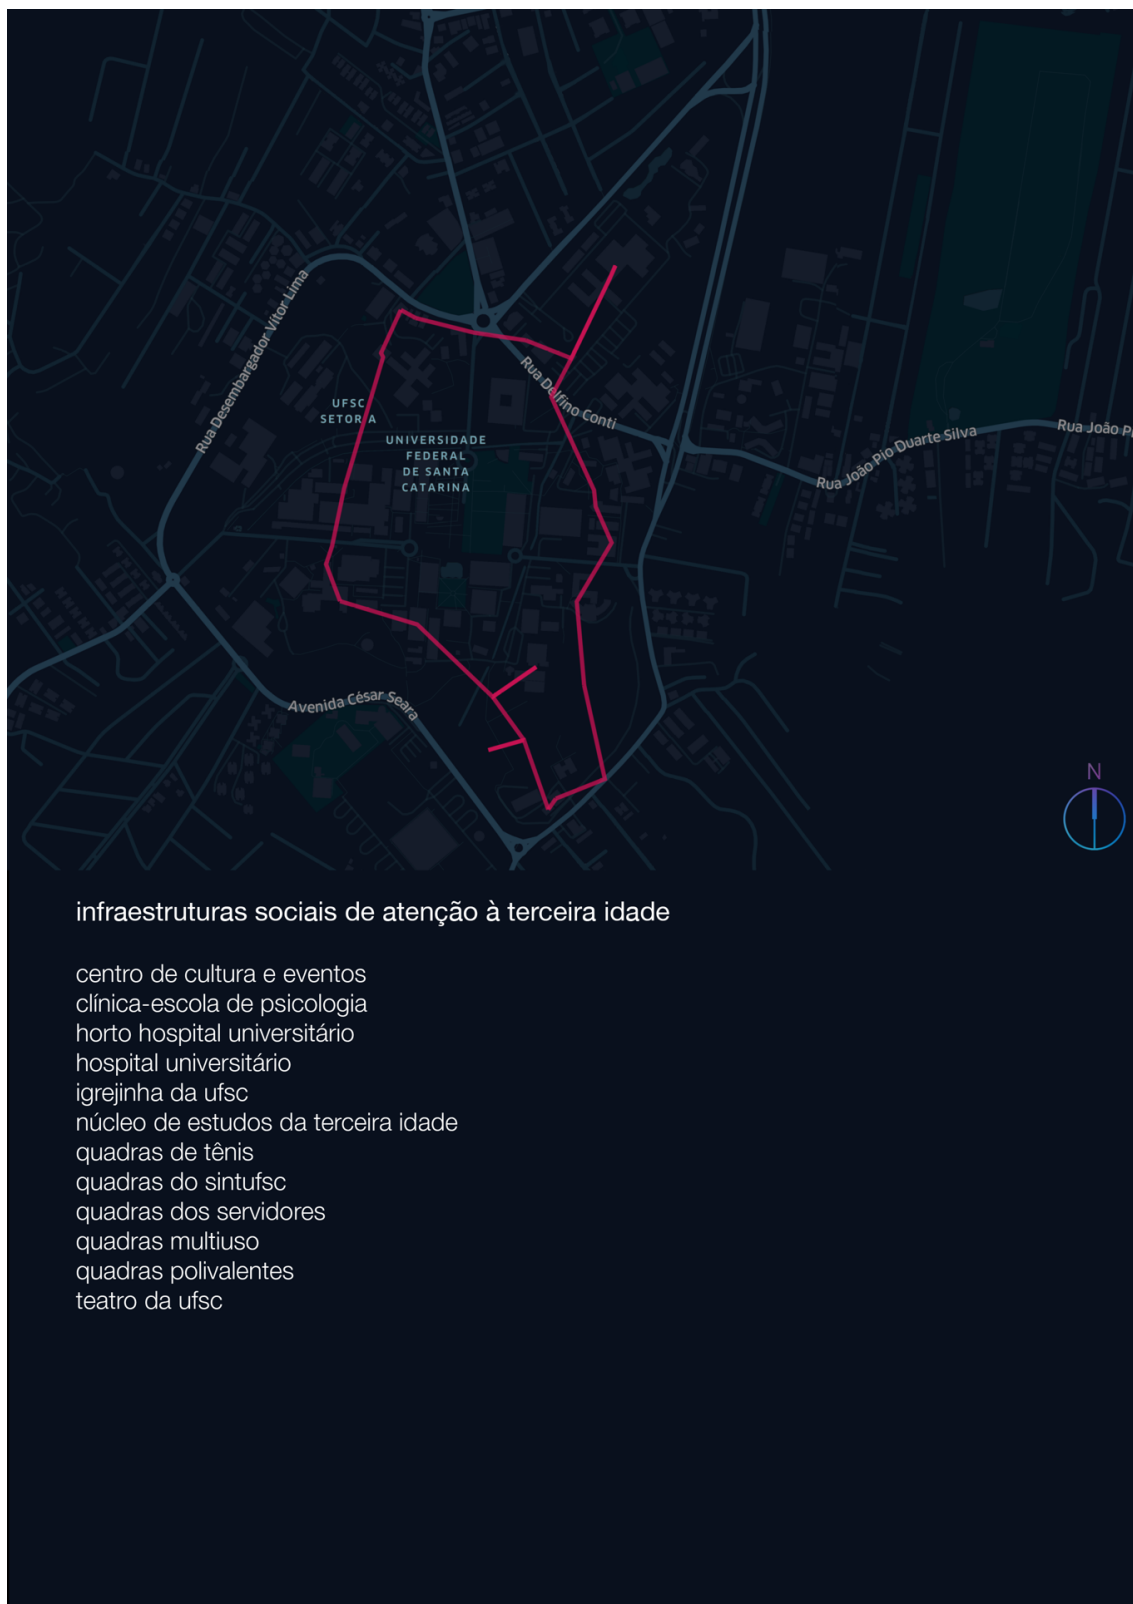 Rua Desembargador Vítor Lima
UFSC
SETOR A
UNIVERSIDADE
FEDERAL
DE SANTA
CATARINA
Rua Delfino Conti
Rua João Pio Duarte Silva
Rua João P
Avenida César Seara
N
infraestruturas sociais de atenção à terceira idade
centro de cultura e eventos
clínica-escola de psicologia
horto hospital universitário
hospital universitário
igrejinha da ufsc
núcleo de estudos da terceira idade
quadras de tênis
quadras do sintufsc
quadras dos servidores
quadras multiuso
quadras polivalentes
teatro da ufsc